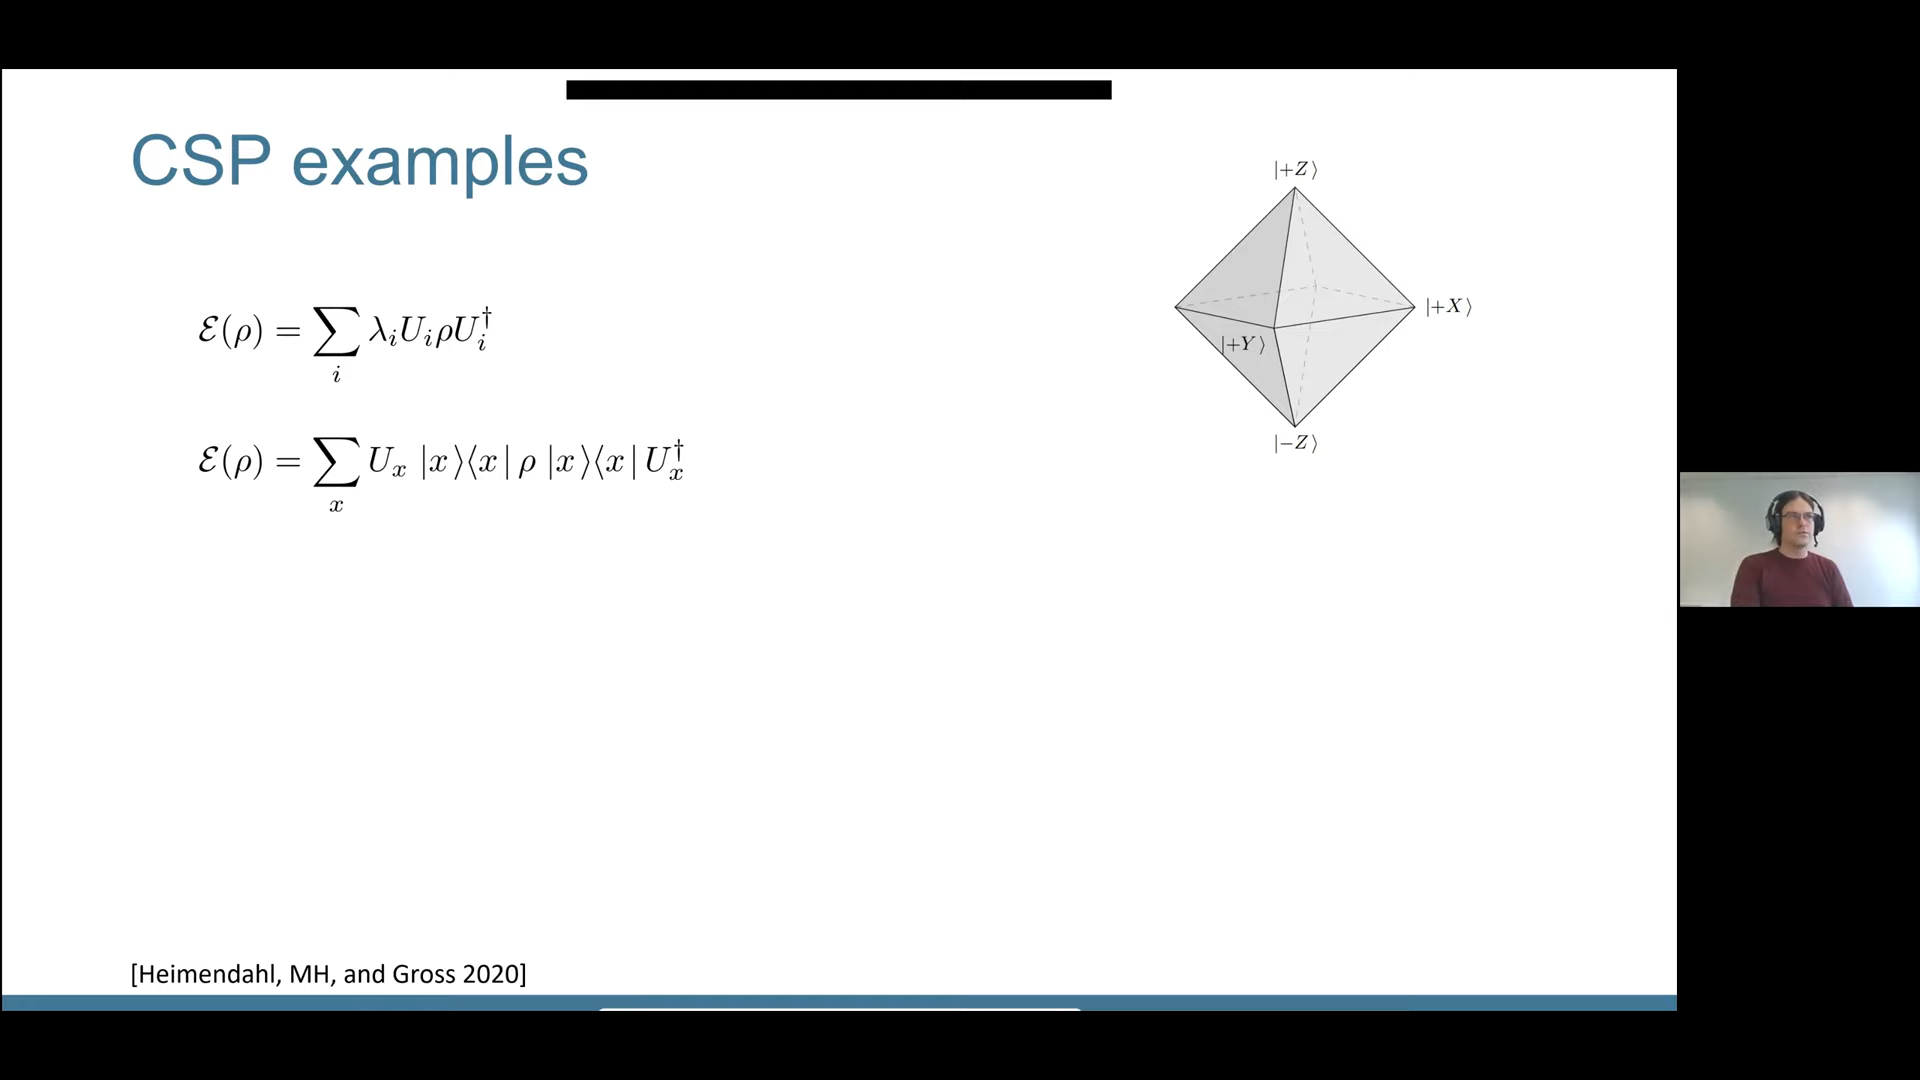 CSP examples
|+Z⟩
ℰ(ρ) = ∑_i λ_i U_i ρ U_i^†
|+X⟩
|+Y⟩
|−Z⟩
ℰ(ρ) = ∑_x U_x |x⟩⟨x| ρ |x⟩⟨x| U_x^†
[Heimendahl, MH, and Gross 2020]